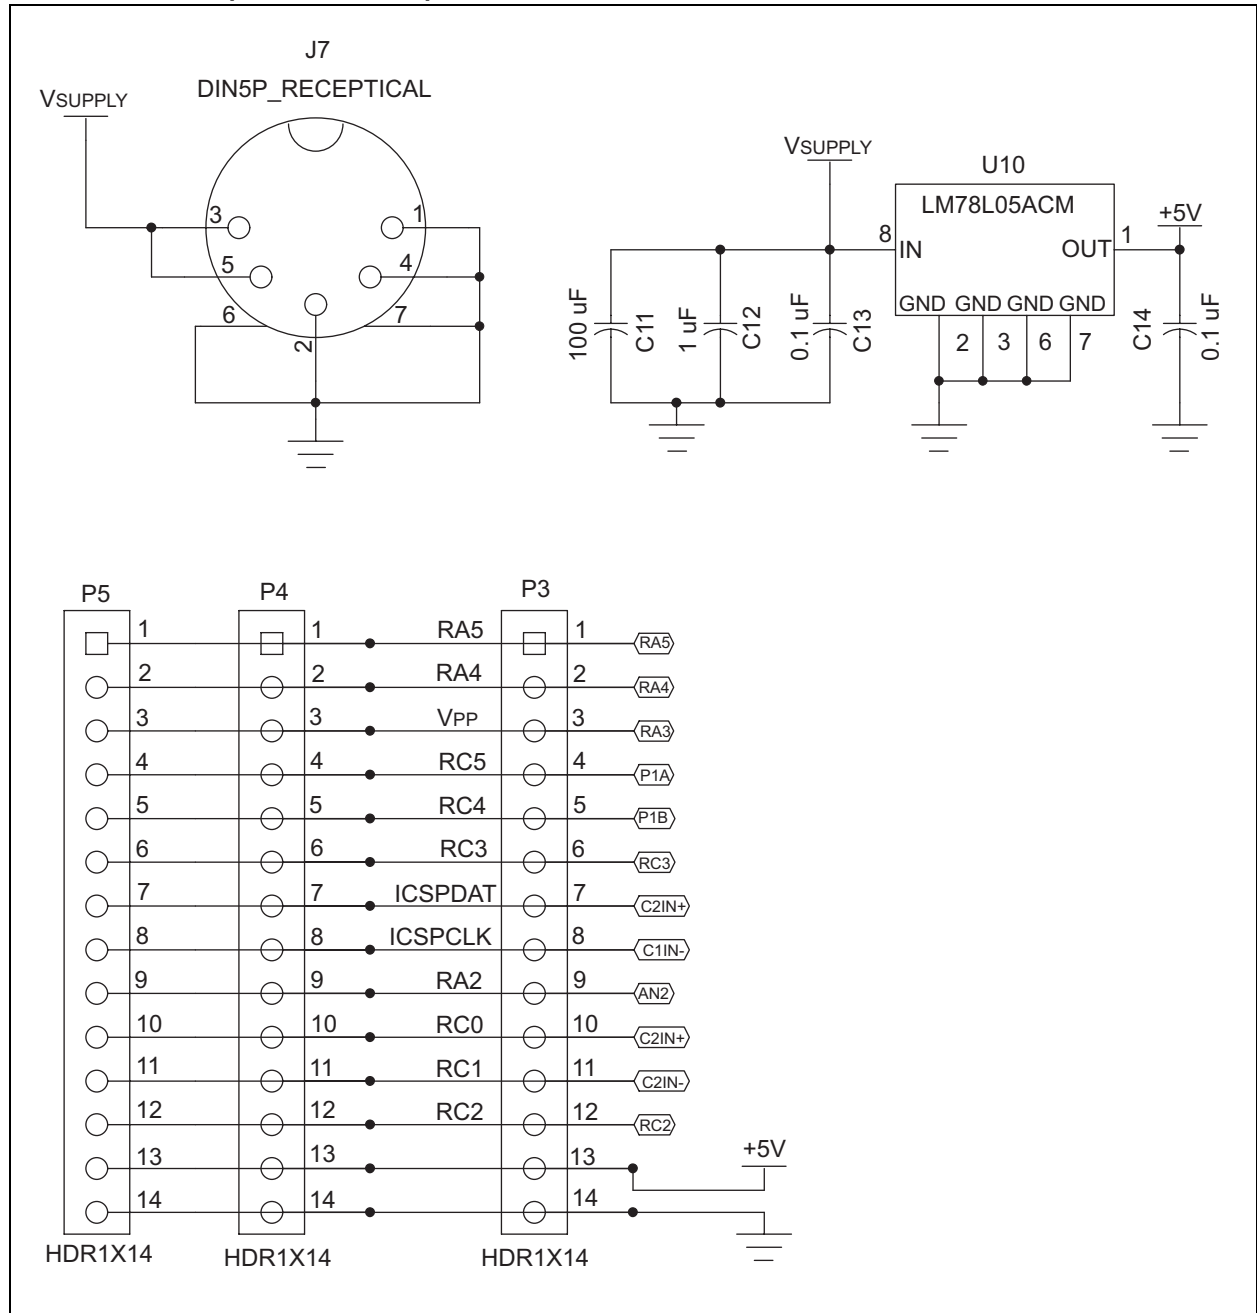 J7
DIN5P_RECEPTICAL
VSUPPLY
3
1
5
4
6
7
2
VSUPPLY
U10
LM78L05ACM
+5V
8
IN
OUT
1
GND GND GND GND
2 3 6 7
100 uF
C11
1 uF
C12
0.1 uF
C13
C14
0.1 uF
P5 P4 P3
1 1 RA5 1 RA5
2 2 RA4 2 RA4
3 3 VPP 3 RA3
4 4 RC5 4 P1A
5 5 RC4 5 P1B
6 6 RC3 6 RC3
7 7 ICSPDAT 7 C2IN+
8 8 ICSPCLK 8 C1IN-
9 9 RA2 9 AN2
10 10 RC0 10 C2IN+
11 11 RC1 11 C2IN-
12 12 RC2 12 RC2
13 13 13 +5V
14 14 14
HDR1X14 HDR1X14 HDR1X14